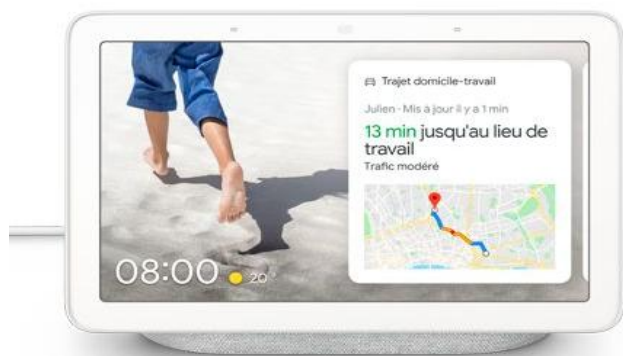 Trajet domicile-travail
Julien - Mis à jour il y a 1 min
13 min jusqu'au lieu de
travail
Trafic modéré
08:00 20°